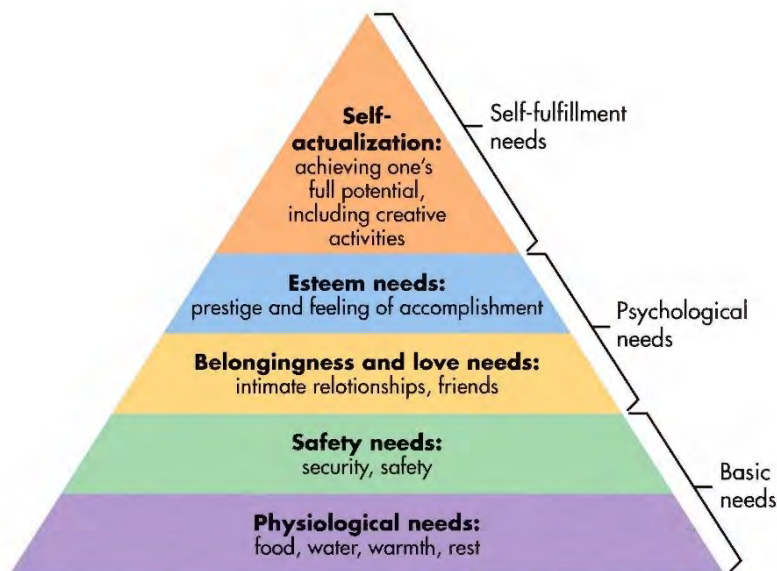 Self-
actualization:
achieving one's
full potential,
including creative
activities
Self-fulfillment
needs
Esteem needs:
prestige and feeling of accomplishment
Psychological
needs
Belongingness and love needs:
intimate relotionships, friends
Safety needs:
security, safety
Basic
needs
Physiological needs:
food, water, warmth, rest